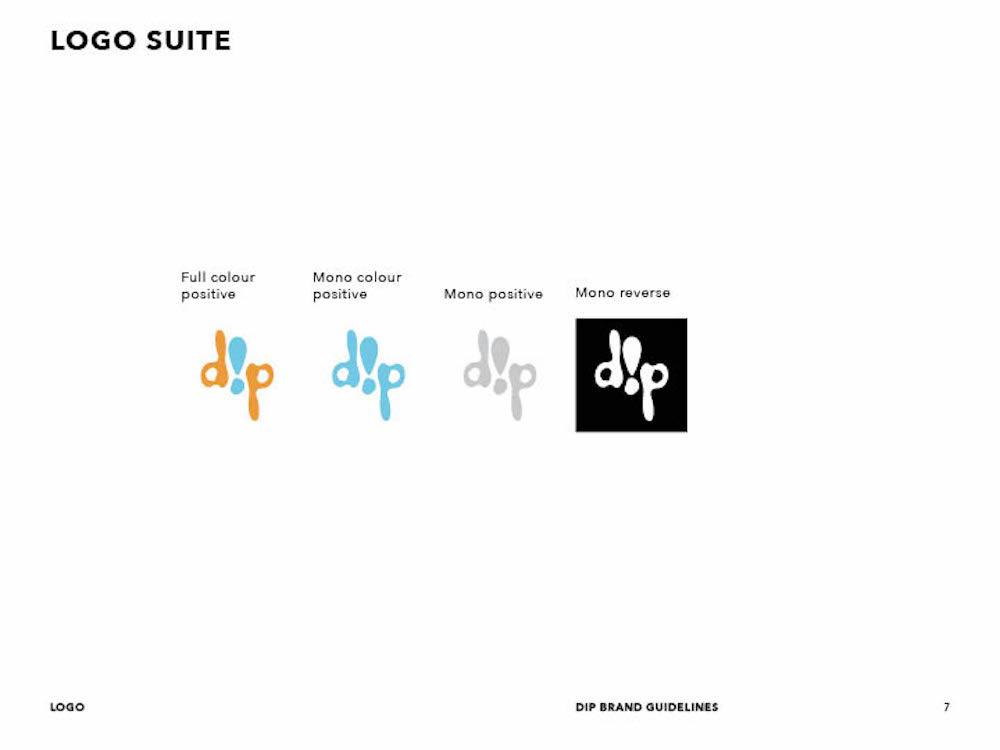 LOGO SUITE
Full colour
positive
Mono colour
positive
Mono positive
Mono reverse
d!p
d!p
d!p
d!p
LOGO
DIP BRAND GUIDELINES
7